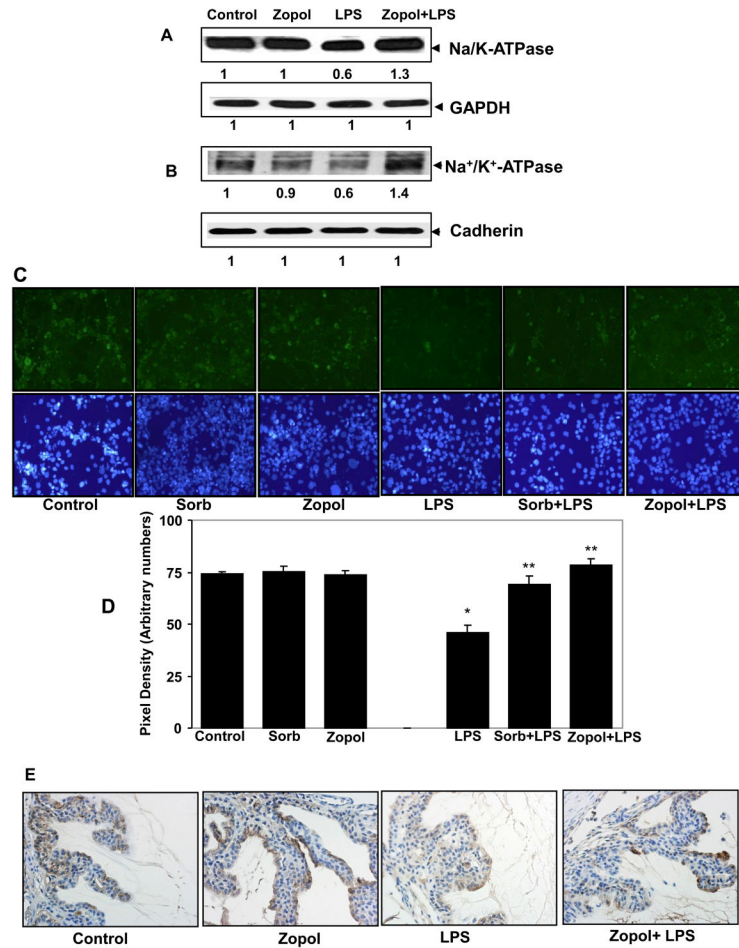 Control Zopol LPS Zopol+LPS
A
Na/K-ATPase
1 1 0.6 1.3
GAPDH
1 1 1 1
B
Na+/K+-ATPase
1 0.9 0.6 1.4
Cadherin
1 1 1 1
C
Control Sorb Zopol LPS Sorb+LPS Zopol+LPS
D
Pixel Density (Arbitrary numbers)
100
75
50
25
0
* ** **
Control Sorb Zopol LPS Sorb+LPS Zopol+LPS
E
Control Zopol LPS Zopol+ LPS